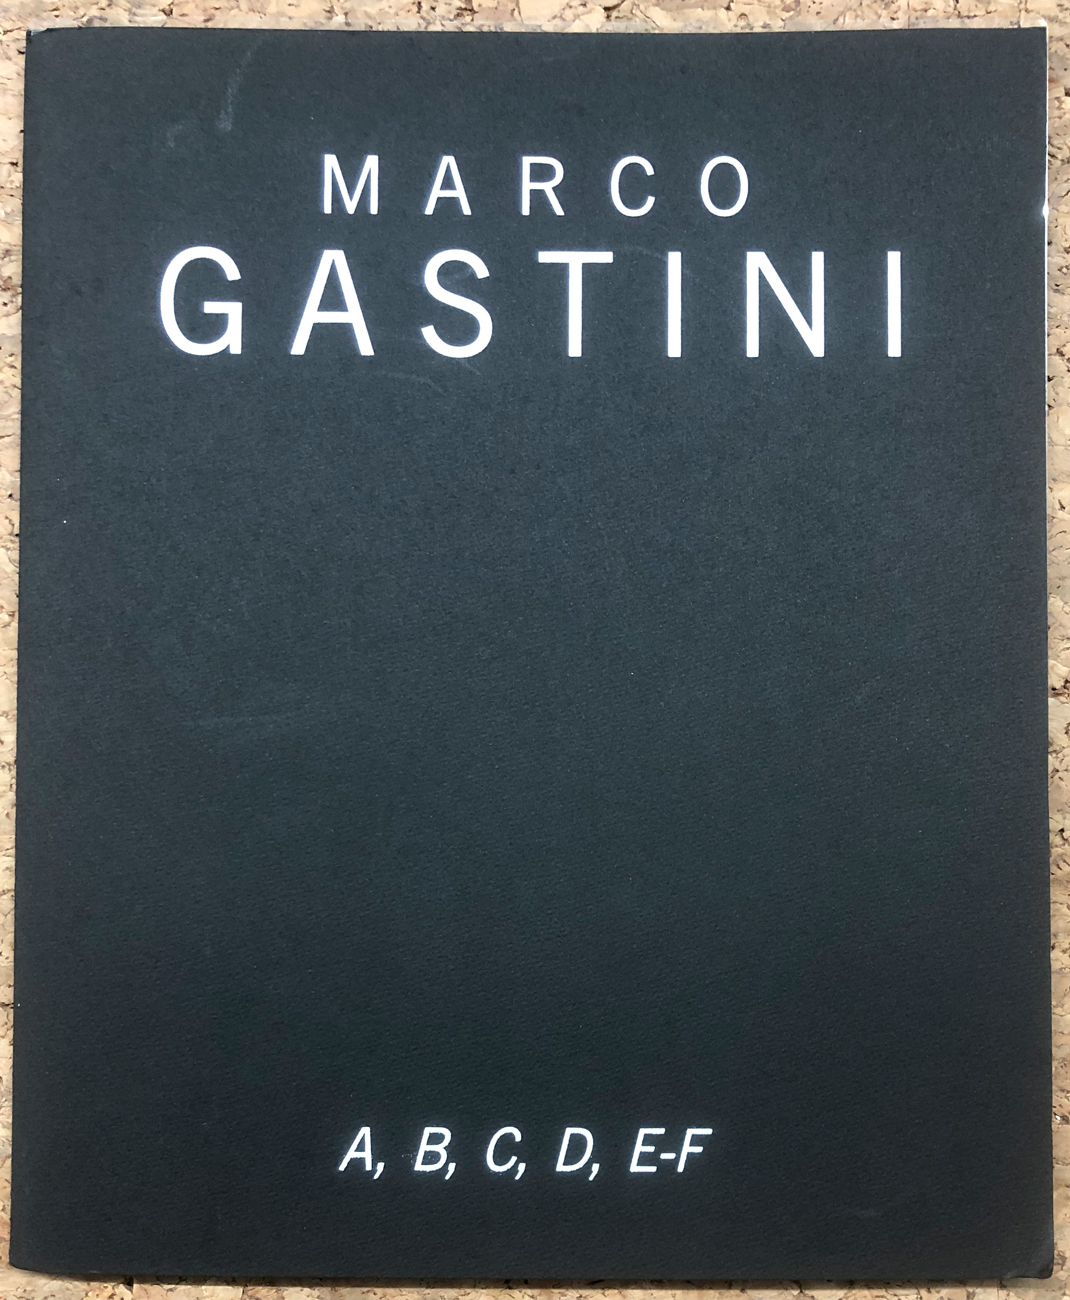 MARCO
GASTINI
A, B, C, D, E-F